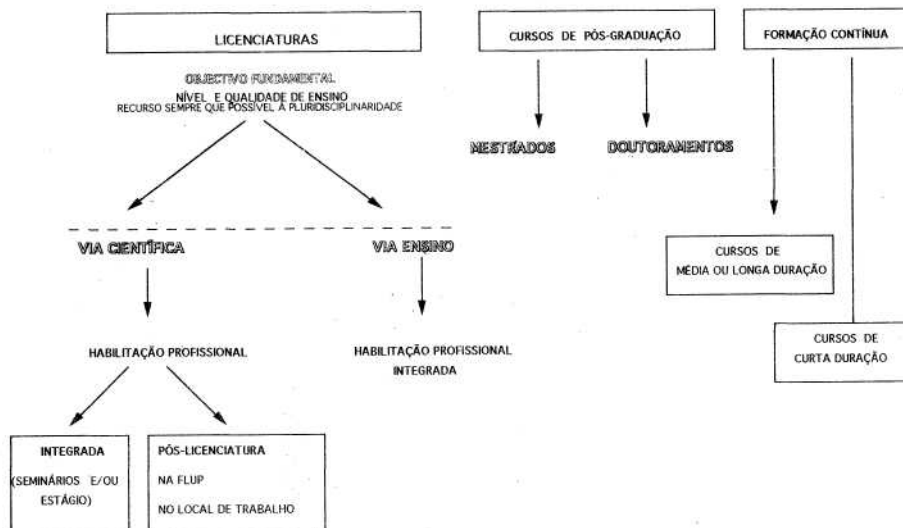 LICENCIATURAS
OBJECTIVO FUNDAMENTAL
NÍVEL E QUALIDADE DE ENSINO
RECURSO SEMPRE QUE POSSÍVEL À PLURIDISCIPLINARIDADE
VIA CIENTÍFICA
VIA ENSINO
HABILITAÇÃO PROFISSIONAL
HABILITAÇÃO PROFISSIONAL
INTEGRADA
INTEGRADA
(SEMINÁRIOS E/OU
ESTÁGIO)
PÓS-LICENCIATURA
NA FLUP
NO LOCAL DE TRABALHO
CURSOS DE PÓS-GRADUAÇÃO
MESTRADOS
DOUTORAMENTOS
FORMAÇÃO CONTÍNUA
CURSOS DE
MÉDIA OU LONGA DURAÇÃO
CURSOS DE
CURTA DURAÇÃO